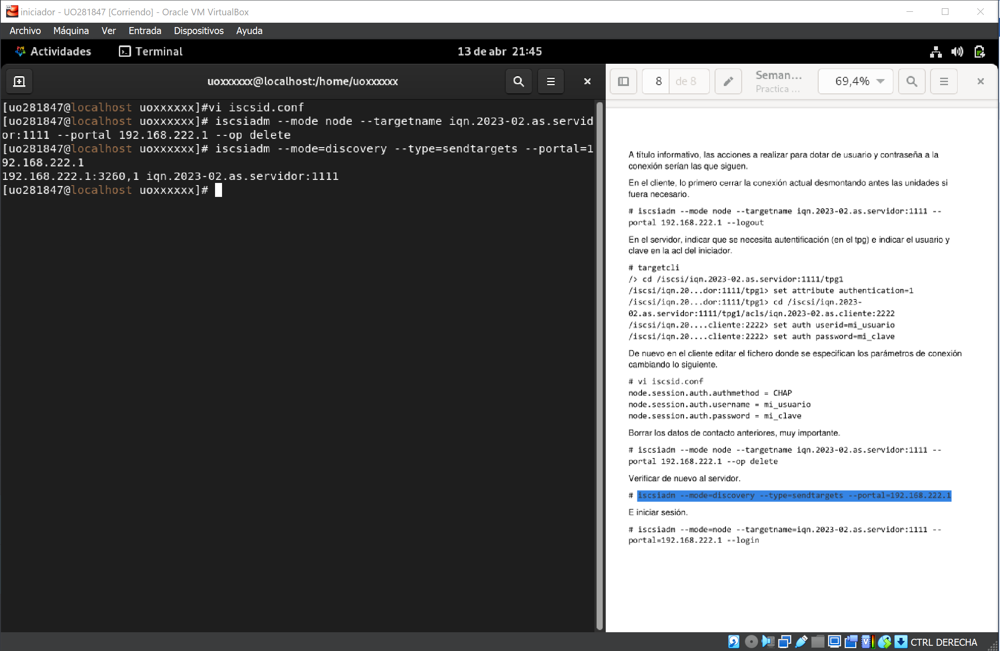 iniciador - UO281847 [Corriendo] - Oracle VM VirtualBox
Archivo Máquina Ver Entrada Dispositivos Ayuda
Actividades Terminal 13 de abr 21:45
uoxxxxxx@localhost:/home/uoxxxxxx
[uo281847@localhost uoxxxxxx]#vi iscsid.conf
[uo281847@localhost uoxxxxxx]# iscsiadm --mode node --targetname iqn.2023-02.as.servid
or:1111 --portal 192.168.222.1 --op delete
[uo281847@localhost uoxxxxxx]# iscsiadm --mode=discovery --type=sendtargets --portal=1
92.168.222.1
192.168.222.1:3260,1 iqn.2023-02.as.servidor:1111
[uo281847@localhost uoxxxxxx]#
8 de 8 Seman... 69,4%
Practica ...
A título informativo, las acciones a realizar para dotar de usuario y contraseña a la
conexión serían las que siguen.
En el cliente, lo primero cerrar la conexión actual desmontando antes las unidades si
fuera necesario.
# iscsiadm --mode node --targetname iqn.2023-02.as.servidor:1111 --
portal 192.168.222.1 --logout
En el servidor, indicar que se necesita autentificación (en el tpg) e indicar el usuario y
clave en la acl del iniciador.
# targetcli
/> cd /iscsi/iqn.2023-02.as.servidor:1111/tpg1
/iscsi/iqn.20...dor:1111/tpg1> set attribute authentication=1
/iscsi/iqn.20...dor:1111/tpg1> cd /iscsi/iqn.2023-
02.as.servidor:1111/tpg1/acls/iqn.2023-02.as.cliente:2222
/iscsi/iqn.20....cliente:2222> set auth userid=mi_usuario
/iscsi/iqn.20....cliente:2222> set auth password=mi_clave
De nuevo en el cliente editar el fichero donde se especifican los parámetros de conexión
cambiando lo siguiente.
# vi iscsid.conf
node.session.auth.authmethod = CHAP
node.session.auth.username = mi_usuario
node.session.auth.password = mi_clave
Borrar los datos de contacto anteriores, muy importante.
# iscsiadm --mode node --targetname iqn.2023-02.as.servidor:1111 --
portal 192.168.222.1 --op delete
Verificar de nuevo al servidor.
# iscsiadm --mode=discovery --type=sendtargets --portal=192.168.222.1
E iniciar sesión.
# iscsiadm --mode=node --targetname=iqn.2023-02.as.servidor:1111 --
portal=192.168.222.1 --login
CTRL DERECHA